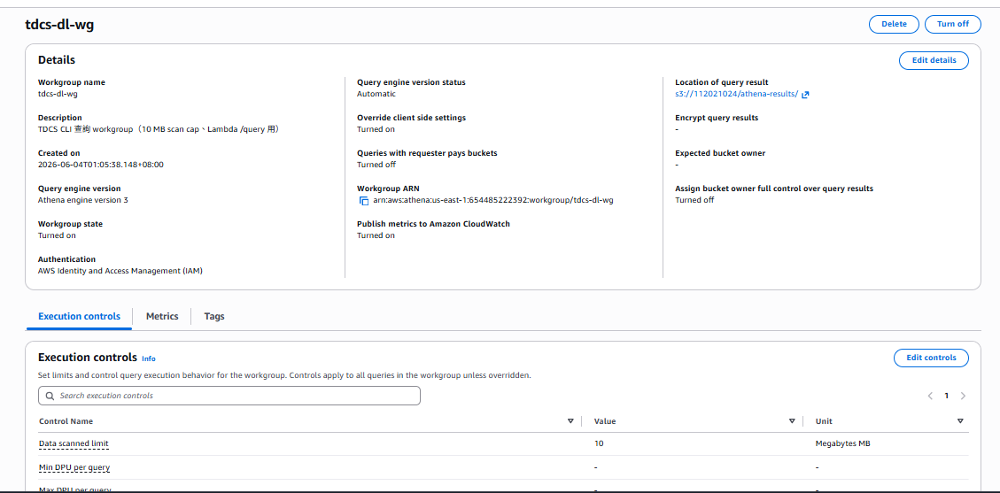 tdcs-dl-wg
Delete
Turn off
Details
Edit details
Workgroup name
tdcs-dl-wg
Description
TDCS CLI 查詢 workgroup（10 MB scan cap、Lambda /query 用）
Created on
2026-06-04T01:05:38.148+08:00
Query engine version
Athena engine version 3
Workgroup state
Turned on
Authentication
AWS Identity and Access Management (IAM)
Query engine version status
Automatic
Override client side settings
Turned on
Queries with requester pays buckets
Turned off
Workgroup ARN
arn:aws:athena:us-east-1:654485222392:workgroup/tdcs-dl-wg
Publish metrics to Amazon CloudWatch
Turned on
Location of query result
s3://112021024/athena-results/
Encrypt query results
-
Expected bucket owner
-
Assign bucket owner full control over query results
Turned off
Execution controls
Metrics
Tags
Execution controls Info
Edit controls
Set limits and control query execution behavior for the workgroup. Controls apply to all queries in the workgroup unless overridden.
Search execution controls
1
Control Name Value Unit
Data scanned limit 10 Megabytes MB
Min DPU per query - -
Max DPU per query - -